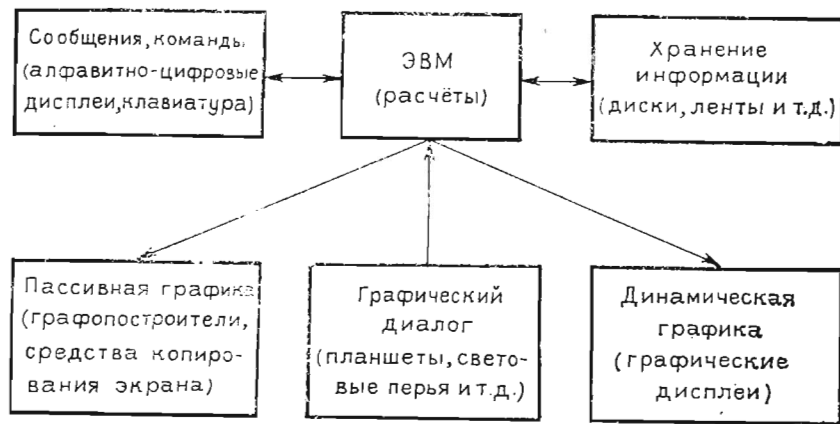 Сообщения, команды
(алфавитно-цифровые
дисплеи, клавиатура)
ЭВМ
(расчёты)
Хранение
информации
(диски, ленты и т.д.)
Пассивная графика
(графопостроители,
средства копиро-
вания экрана)
Графический
диалог
(планшеты, свето-
вые перья и т.д.)
Динамическая
графика
(графические
дисплеи)